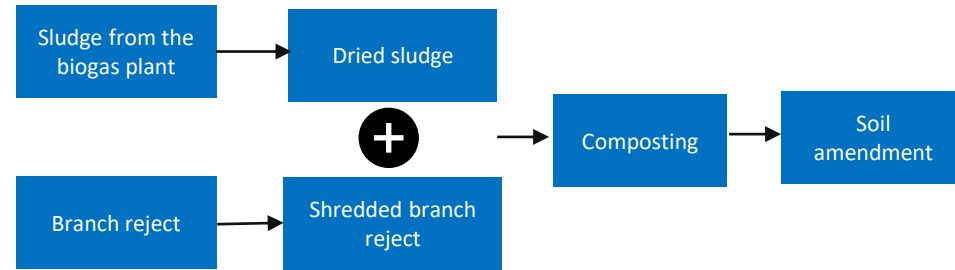 Sludge from the
biogas plant
Dried sludge
Composting
Soil
amendment
Branch reject
Shredded branch
reject